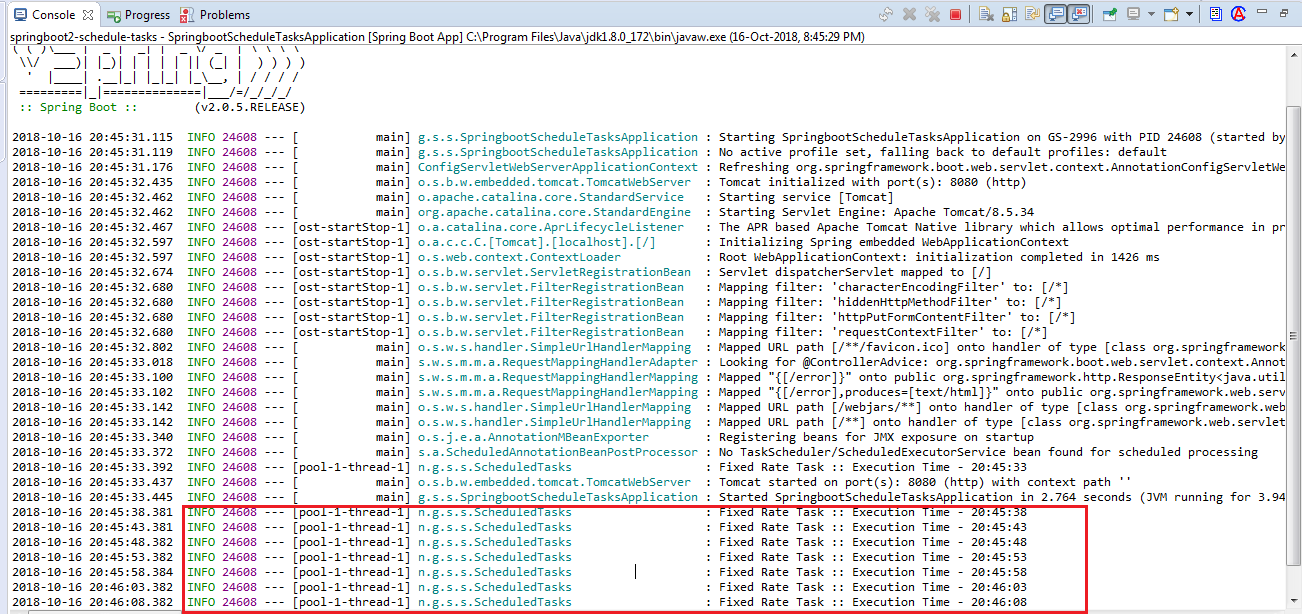 Console Progress Problems
springboot2-schedule-tasks - SpringbootScheduleTasksApplication [Spring Boot App] C:\Program Files\Java\jdk1.8.0_172\bin\javaw.exe (16-Oct-2018, 8:45:29 PM)
( ( )\___ | '_ | '_| | '_ \/ _` | \ \ \ \
 \\/  ___)| |_)| | | | | || (_| |  ) ) ) )
  '  |____| .__|_| |_|_| |_\__, | / / / /
 =========|_|==============|___/=/_/_/_/
 :: Spring Boot ::        (v2.0.5.RELEASE)
2018-10-16 20:45:31.115  INFO 24608 --- [           main] g.s.s.SpringbootScheduleTasksApplication : Starting SpringbootScheduleTasksApplication on GS-2996 with PID 24608 (started by
2018-10-16 20:45:31.119  INFO 24608 --- [           main] g.s.s.SpringbootScheduleTasksApplication : No active profile set, falling back to default profiles: default
2018-10-16 20:45:31.176  INFO 24608 --- [           main] ConfigServletWebServerApplicationContext : Refreshing org.springframework.boot.web.servlet.context.AnnotationConfigServletWe
2018-10-16 20:45:32.435  INFO 24608 --- [           main] o.s.b.w.embedded.tomcat.TomcatWebServer  : Tomcat initialized with port(s): 8080 (http)
2018-10-16 20:45:32.462  INFO 24608 --- [           main] o.apache.catalina.core.StandardService   : Starting service [Tomcat]
2018-10-16 20:45:32.462  INFO 24608 --- [           main] org.apache.catalina.core.StandardEngine  : Starting Servlet Engine: Apache Tomcat/8.5.34
2018-10-16 20:45:32.467  INFO 24608 --- [ost-startStop-1] o.a.catalina.core.AprLifecycleListener   : The APR based Apache Tomcat Native library which allows optimal performance in pr
2018-10-16 20:45:32.597  INFO 24608 --- [ost-startStop-1] o.a.c.c.C.[Tomcat].[localhost].[/]       : Initializing Spring embedded WebApplicationContext
2018-10-16 20:45:32.597  INFO 24608 --- [ost-startStop-1] o.s.web.context.ContextLoader            : Root WebApplicationContext: initialization completed in 1426 ms
2018-10-16 20:45:32.674  INFO 24608 --- [ost-startStop-1] o.s.b.w.servlet.ServletRegistrationBean  : Servlet dispatcherServlet mapped to [/]
2018-10-16 20:45:32.680  INFO 24608 --- [ost-startStop-1] o.s.b.w.servlet.FilterRegistrationBean   : Mapping filter: 'characterEncodingFilter' to: [/*]
2018-10-16 20:45:32.680  INFO 24608 --- [ost-startStop-1] o.s.b.w.servlet.FilterRegistrationBean   : Mapping filter: 'hiddenHttpMethodFilter' to: [/*]
2018-10-16 20:45:32.680  INFO 24608 --- [ost-startStop-1] o.s.b.w.servlet.FilterRegistrationBean   : Mapping filter: 'httpPutFormContentFilter' to: [/*]
2018-10-16 20:45:32.680  INFO 24608 --- [ost-startStop-1] o.s.b.w.servlet.FilterRegistrationBean   : Mapping filter: 'requestContextFilter' to: [/*]
2018-10-16 20:45:32.802  INFO 24608 --- [           main] o.s.w.s.handler.SimpleUrlHandlerMapping  : Mapped URL path [/**/favicon.ico] onto handler of type [class org.springframework
2018-10-16 20:45:33.018  INFO 24608 --- [           main] s.w.s.m.m.a.RequestMappingHandlerAdapter : Looking for @ControllerAdvice: org.springframework.boot.web.servlet.context.Annot
2018-10-16 20:45:33.100  INFO 24608 --- [           main] s.w.s.m.m.a.RequestMappingHandlerMapping : Mapped "{[/error]}" onto public org.springframework.http.ResponseEntity<java.util
2018-10-16 20:45:33.102  INFO 24608 --- [           main] s.w.s.m.m.a.RequestMappingHandlerMapping : Mapped "{[/error],produces=[text/html]}" onto public org.springframework.web.serv
2018-10-16 20:45:33.142  INFO 24608 --- [           main] o.s.w.s.handler.SimpleUrlHandlerMapping  : Mapped URL path [/webjars/**] onto handler of type [class org.springframework.web
2018-10-16 20:45:33.142  INFO 24608 --- [           main] o.s.w.s.handler.SimpleUrlHandlerMapping  : Mapped URL path [/**] onto handler of type [class org.springframework.web.servlet
2018-10-16 20:45:33.340  INFO 24608 --- [           main] o.s.j.e.a.AnnotationMBeanExporter        : Registering beans for JMX exposure on startup
2018-10-16 20:45:33.372  INFO 24608 --- [           main] s.a.ScheduledAnnotationBeanPostProcessor : No TaskScheduler/ScheduledExecutorService bean found for scheduled processing
2018-10-16 20:45:33.392  INFO 24608 --- [pool-1-thread-1] n.g.s.s.ScheduledTasks                   : Fixed Rate Task :: Execution Time - 20:45:33
2018-10-16 20:45:33.437  INFO 24608 --- [           main] o.s.b.w.embedded.tomcat.TomcatWebServer  : Tomcat started on port(s): 8080 (http) with context path ''
2018-10-16 20:45:33.445  INFO 24608 --- [           main] g.s.s.SpringbootScheduleTasksApplication : Started SpringbootScheduleTasksApplication in 2.764 seconds (JVM running for 3.94
2018-10-16 20:45:38.381  INFO 24608 --- [pool-1-thread-1] n.g.s.s.ScheduledTasks                   : Fixed Rate Task :: Execution Time - 20:45:38
2018-10-16 20:45:43.381  INFO 24608 --- [pool-1-thread-1] n.g.s.s.ScheduledTasks                   : Fixed Rate Task :: Execution Time - 20:45:43
2018-10-16 20:45:48.382  INFO 24608 --- [pool-1-thread-1] n.g.s.s.ScheduledTasks                   : Fixed Rate Task :: Execution Time - 20:45:48
2018-10-16 20:45:53.382  INFO 24608 --- [pool-1-thread-1] n.g.s.s.ScheduledTasks                   : Fixed Rate Task :: Execution Time - 20:45:53
2018-10-16 20:45:58.384  INFO 24608 --- [pool-1-thread-1] n.g.s.s.ScheduledTasks                   : Fixed Rate Task :: Execution Time - 20:45:58
2018-10-16 20:46:03.382  INFO 24608 --- [pool-1-thread-1] n.g.s.s.ScheduledTasks                   : Fixed Rate Task :: Execution Time - 20:46:03
2018-10-16 20:46:08.382  INFO 24608 --- [pool-1-thread-1] n.g.s.s.ScheduledTasks                   : Fixed Rate Task :: Execution Time - 20:46:08